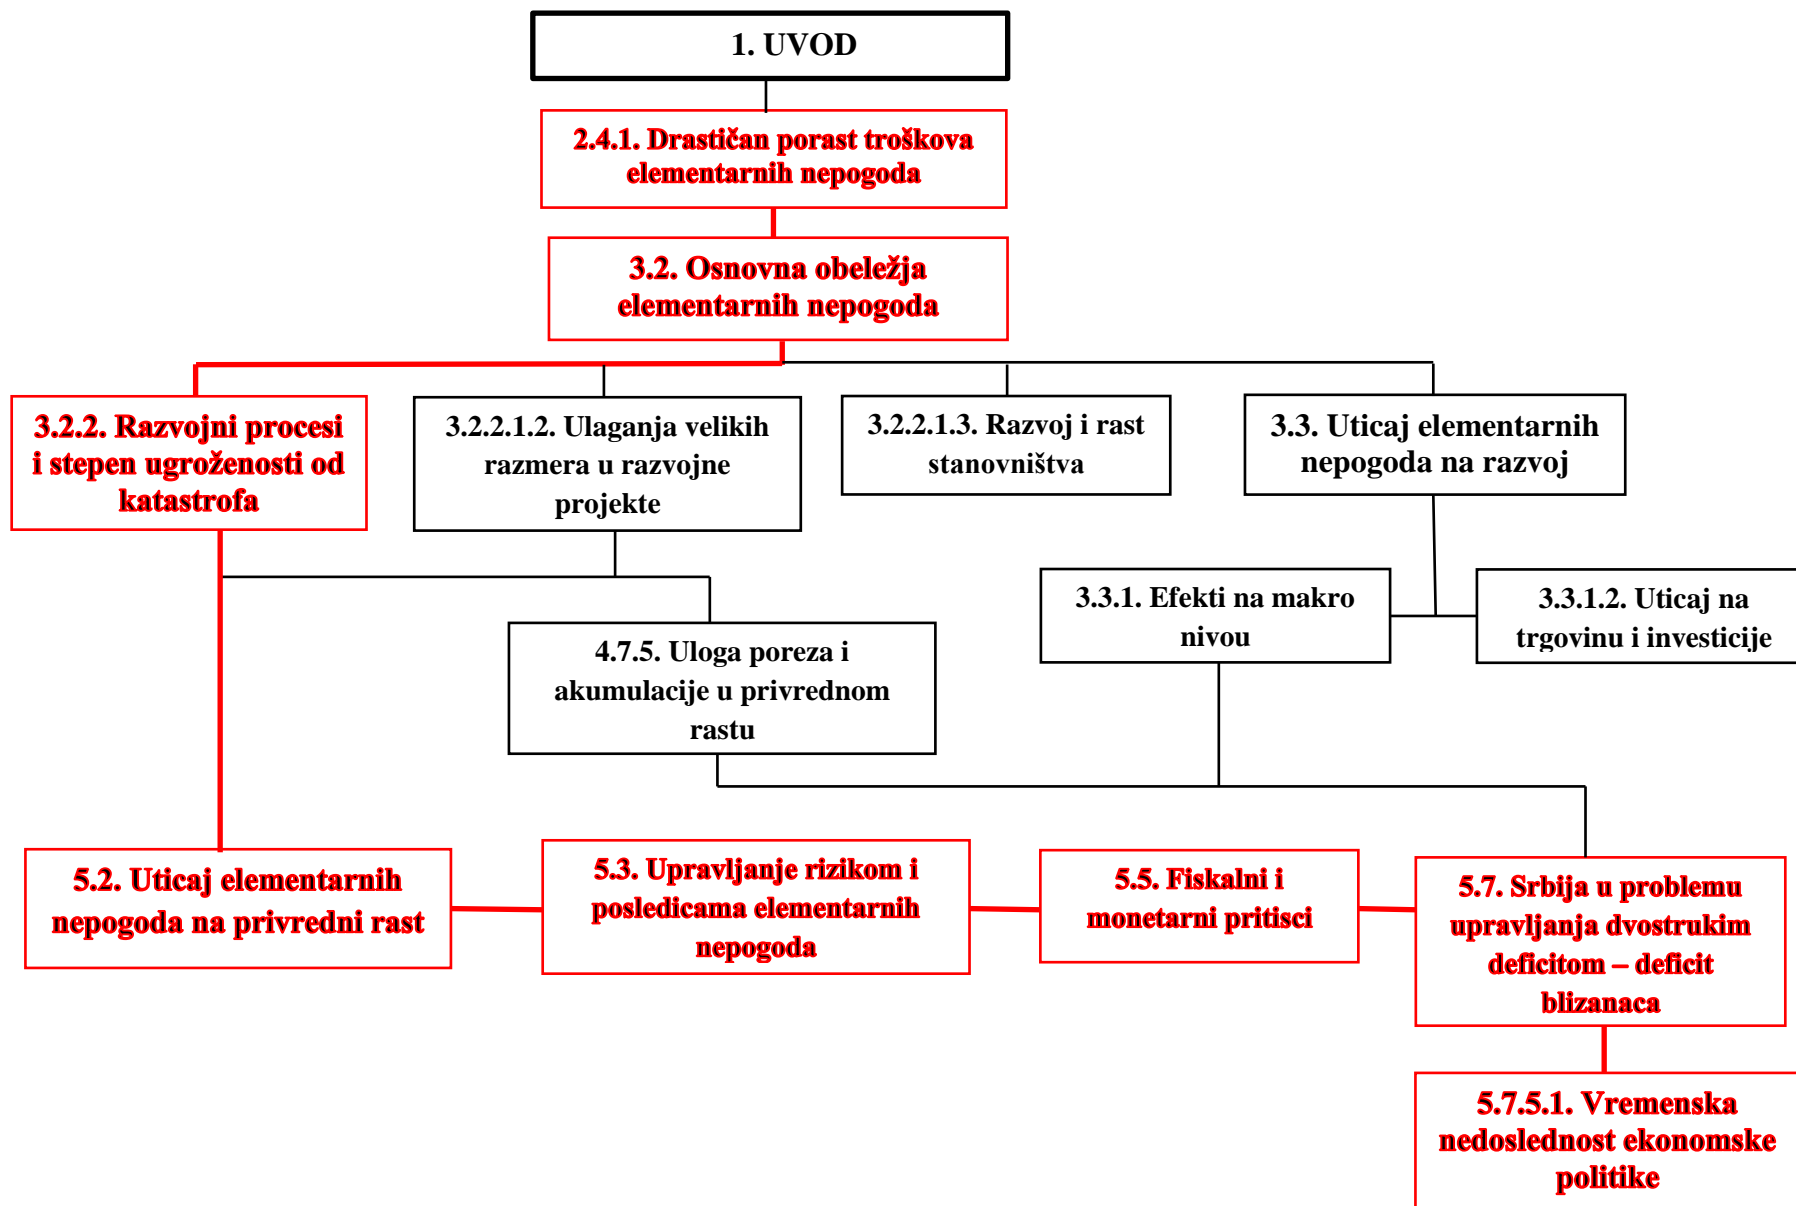 1. UVOD
2.4.1. Drastičan porast troškova
elementarnih nepogoda
3.2. Osnovna obeležja
elementarnih nepogoda
3.2.2. Razvojni procesi
i stepen ugroženosti od
katastrofa
3.2.2.1.2. Ulaganja velikih
razmera u razvojne
projekte
3.2.2.1.3. Razvoj i rast
stanovništva
3.3. Uticaj elementarnih
nepogoda na razvoj
3.3.1. Efekti na makro
nivou
3.3.1.2. Uticaj na
trgovinu i investicije
4.7.5. Uloga poreza i
akumulacije u privrednom
rastu
5.2. Uticaj elementarnih
nepogoda na privredni rast
5.3. Upravljanje rizikom i
posledicama elementarnih
nepogoda
5.5. Fiskalni i
monetarni pritisci
5.7. Srbija u problemu
upravljanja dvostrukim
deficitom – deficit
blizanaca
5.7.5.1. Vremenska
nedoslednost ekonomske
politike